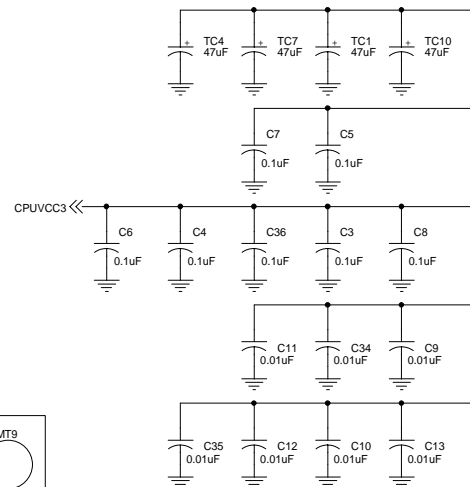 TC4 TC7 TC1 TC10
47uF 47uF 47uF 47uF
C7 C5
0.1uF 0.1uF
CPUVCC3
C6 C4 C36 C3 C8
0.1uF 0.1uF 0.1uF 0.1uF 0.1uF
C11 C34 C9
0.01uF 0.01uF 0.01uF
MT9
C35 C12 C10 C13
0.01uF 0.01uF 0.01uF 0.01uF